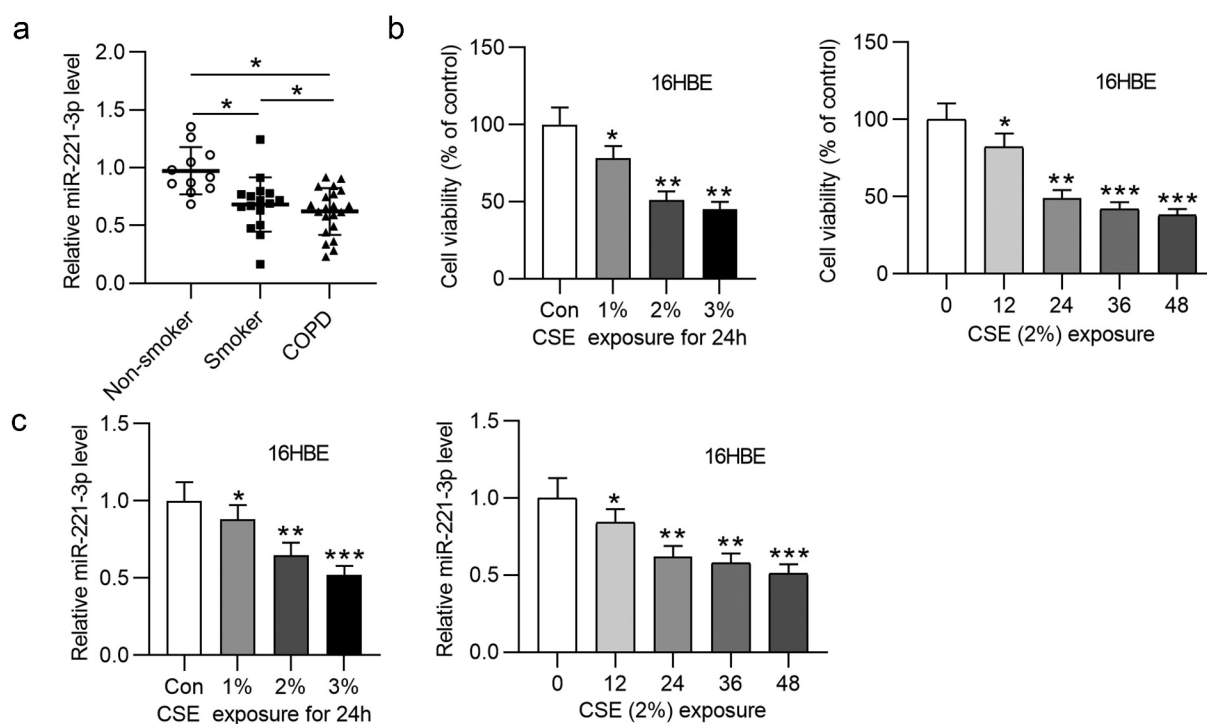 a
Relative miR-221-3p level
2.0
1.5
1.0
0.5
0.0
*
* *
Non-smoker
Smoker
COPD
b
Cell viability (% of control)
150
100
50
0
16HBE
*
**
**
Con 1% 2% 3%
CSE exposure for 24h
Cell viability (% of control)
150
100
50
0
16HBE
*
**
***
***
0 12 24 36 48
CSE (2%) exposure
c
Relative miR-221-3p level
1.5
1.0
0.5
0.0
16HBE
*
**
***
Con 1% 2% 3%
CSE exposure for 24h
Relative miR-221-3p level
1.5
1.0
0.5
0.0
16HBE
*
**
**
***
0 12 24 36 48
CSE (2%) exposure